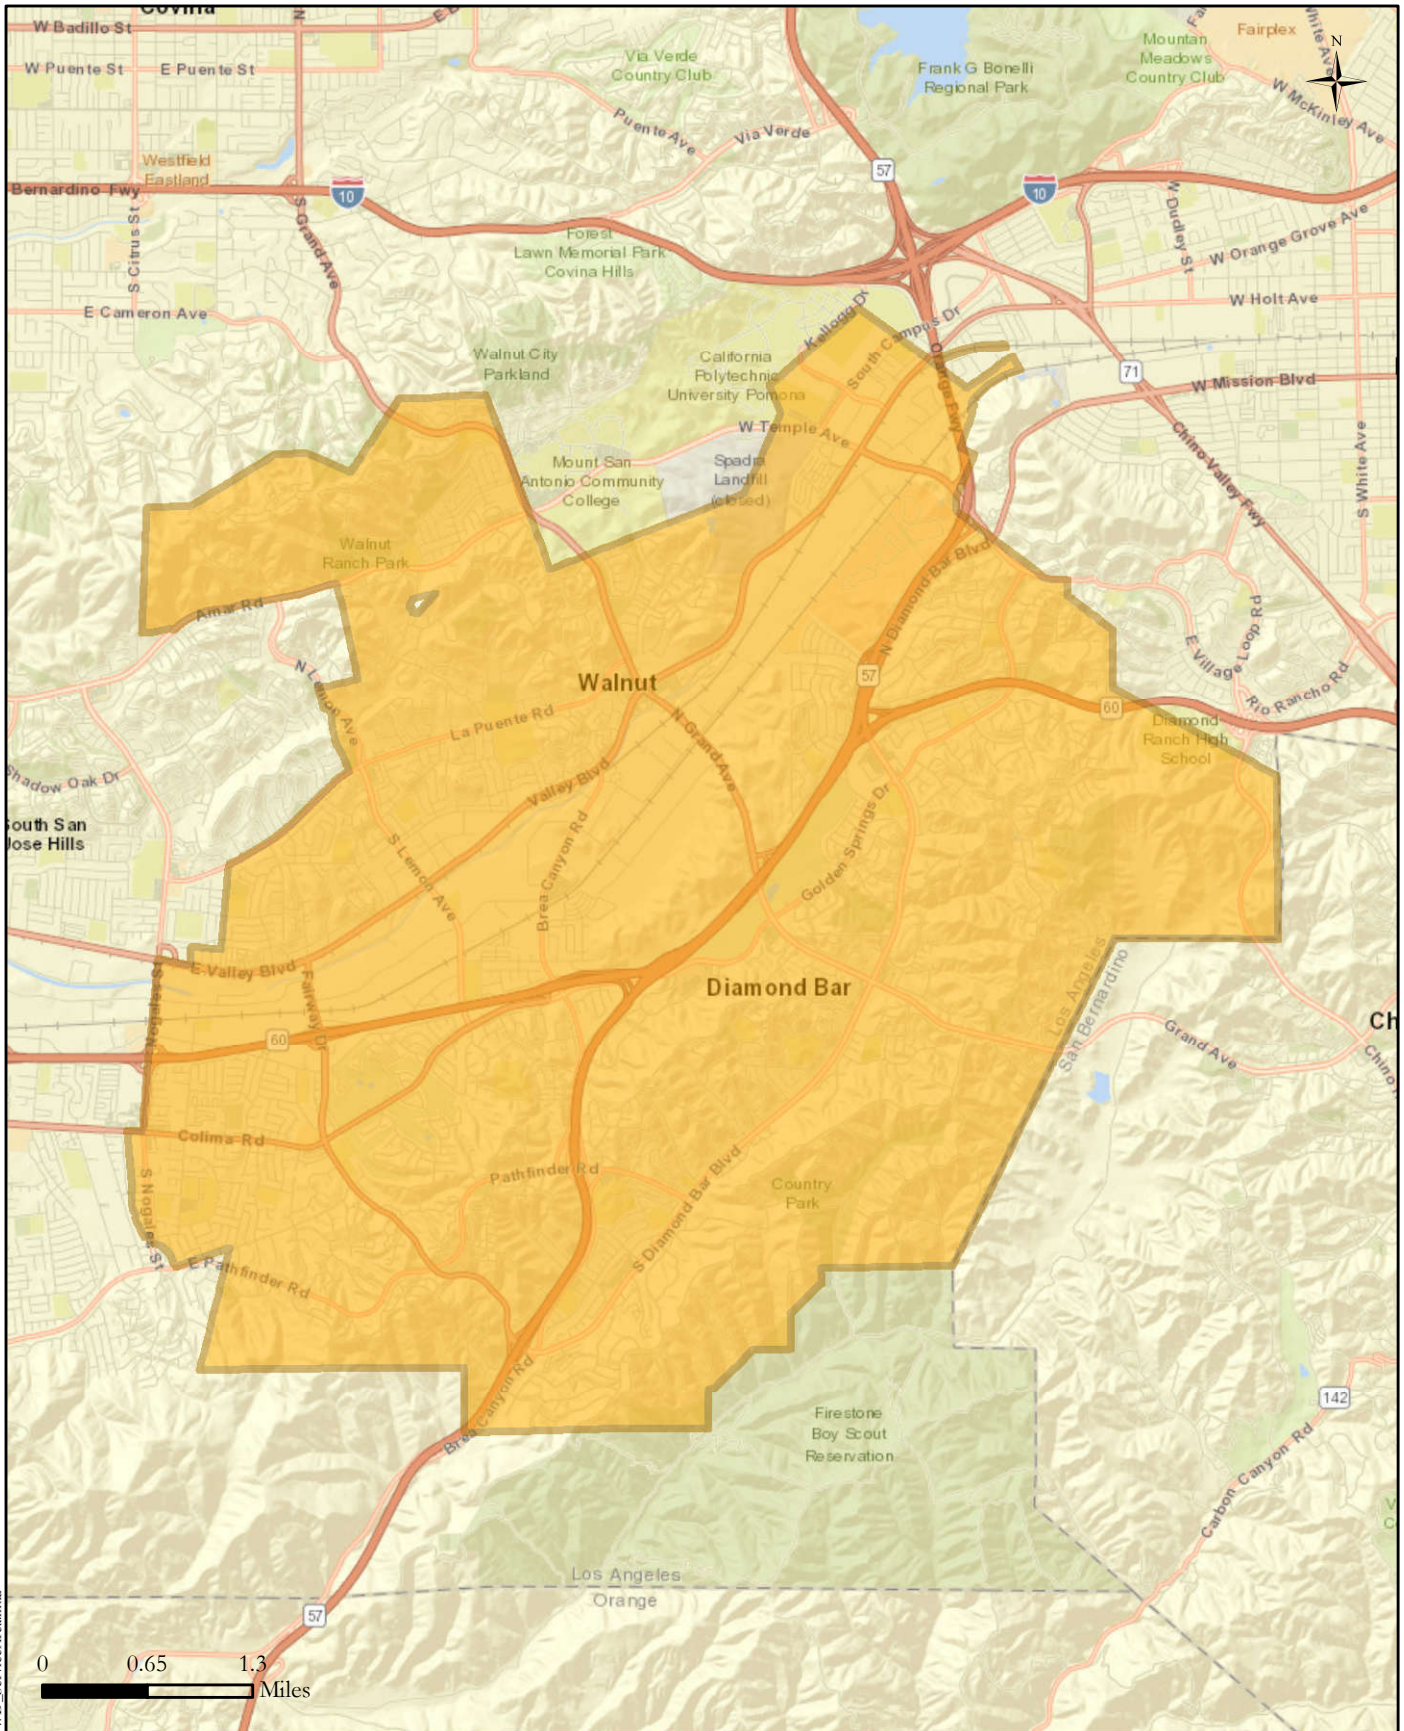 Covina
W Badillo St
E B
N
W Puente St
E Puente St
Via Verde
Country Club
Mountan
Meadows
Country Club
Fairplex
White Ave
N
Frank G Bonelli
Regional Park
W McKinley Ave
Puente Ave
Via Verde
Westfield
Eastland
57
Bernardino Fwy
10
10
S Citrus St
S Grand Ave
W Dudley St
Forest
Lawn Memorial Park
Covina Hills
W Orange Grove Ave
E Cameron Ave
Kellogg Dr
W Holt Ave
South Campus Dr
Walnut City
Parkland
California
Polytechnic
University Pomona
Orange Fwy
71
W Mission Blvd
W Temple Ave
Chino Valley Fwy
S White Ave
Mount San
Antonio Community
College
Spadra
Landfill
(closed)
Walnut
Ranch Park
Amar Rd
N Diamond Bar Blvd
E Village Loop Rd
N Lemon Ave
Walnut
57
Rio Rancho Rd
60
La Puente Rd
N Grand Ave
Diamond
Ranch High
School
Shadow Oak Dr
Valley Blvd
Golden Springs Dr
South San
Jose Hills
S Lemon Ave
Brea Canyon Rd
E Valley Blvd
Fairway Dr
Nogales St
Diamond Bar
Los Angeles
San Bernardino
60
Ch
Grand Ave
Chino
Colima Rd
S Nogales St
Pathfinder Rd
S Diamond Bar Blvd
Country
Park
E Pathfinder Rd
Brea Canyon Rd
Firestone
Boy Scout
Reservation
142
Carbon Canyon Rd
V
C
Los Angeles
Orange
57
0 0.65 1.3
Miles